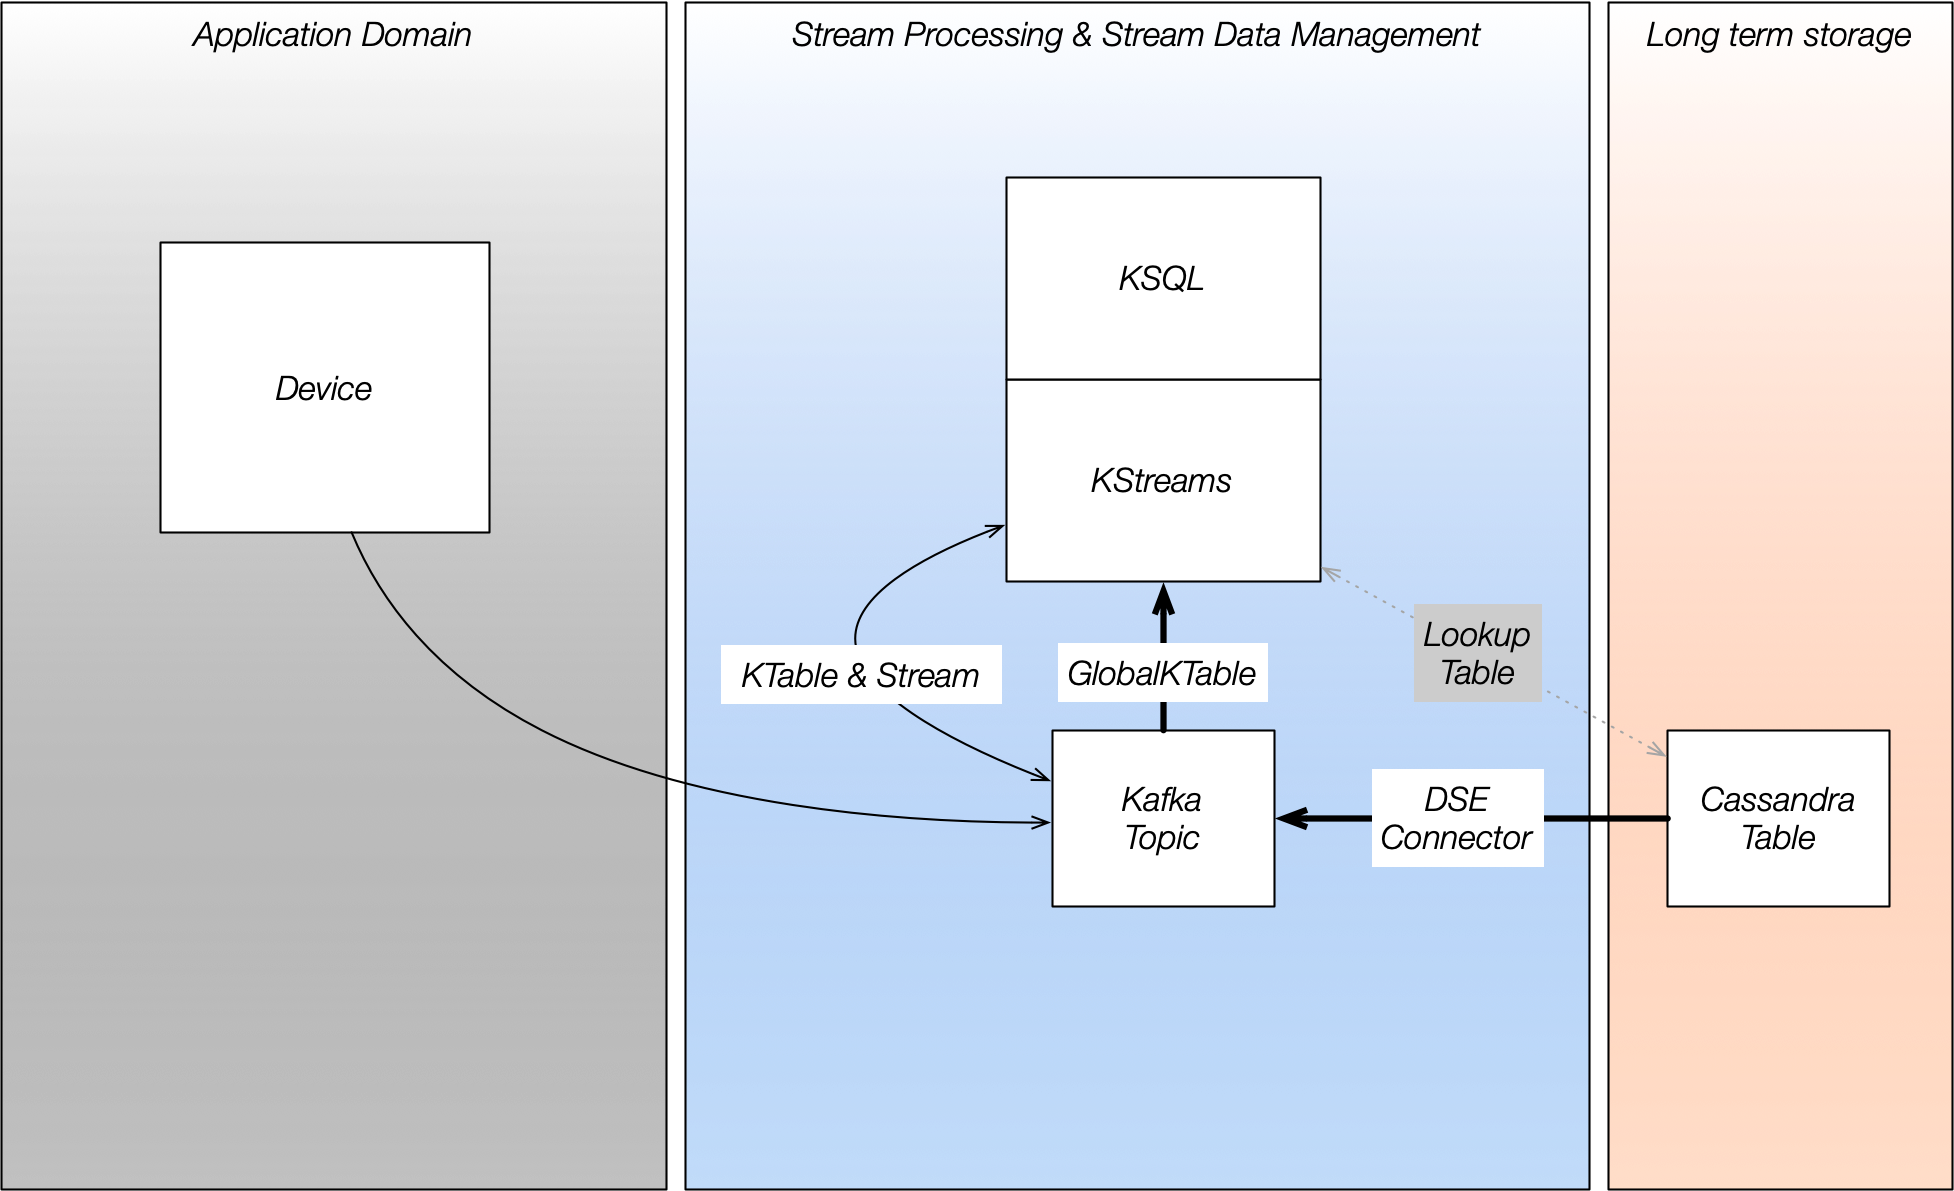 Application Domain
Stream Processing & Stream Data Management
Long term storage
KSQL
Device
KStreams
Lookup
Table
KTable & Stream
GlobalKTable
Kafka
Topic
DSE
Connector
Cassandra
Table